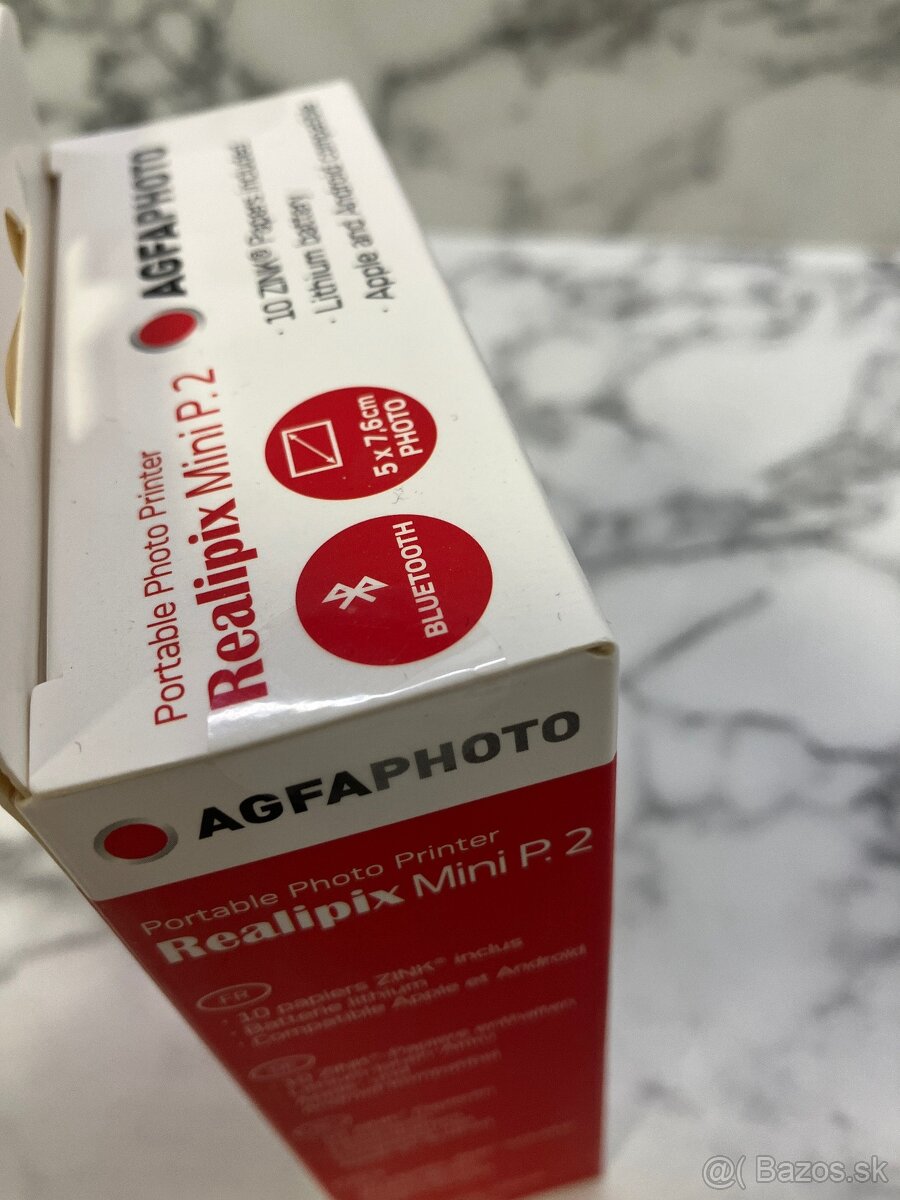 AGFAPHOTO
Portable Photo Printer
Realipix Mini P. 2
· 10 ZINK® Papers included
· Lithium battery
· Apple and Android compatible
5 x 7,6cm
PHOTO
BLUETOOTH
AGFAPHOTO
Portable Photo Printer
Realipix Mini P. 2
FR
· 10 papiers ZINK® inclus
· Batterie lithium
· Compatible Apple et Android
@( Bazos.sk